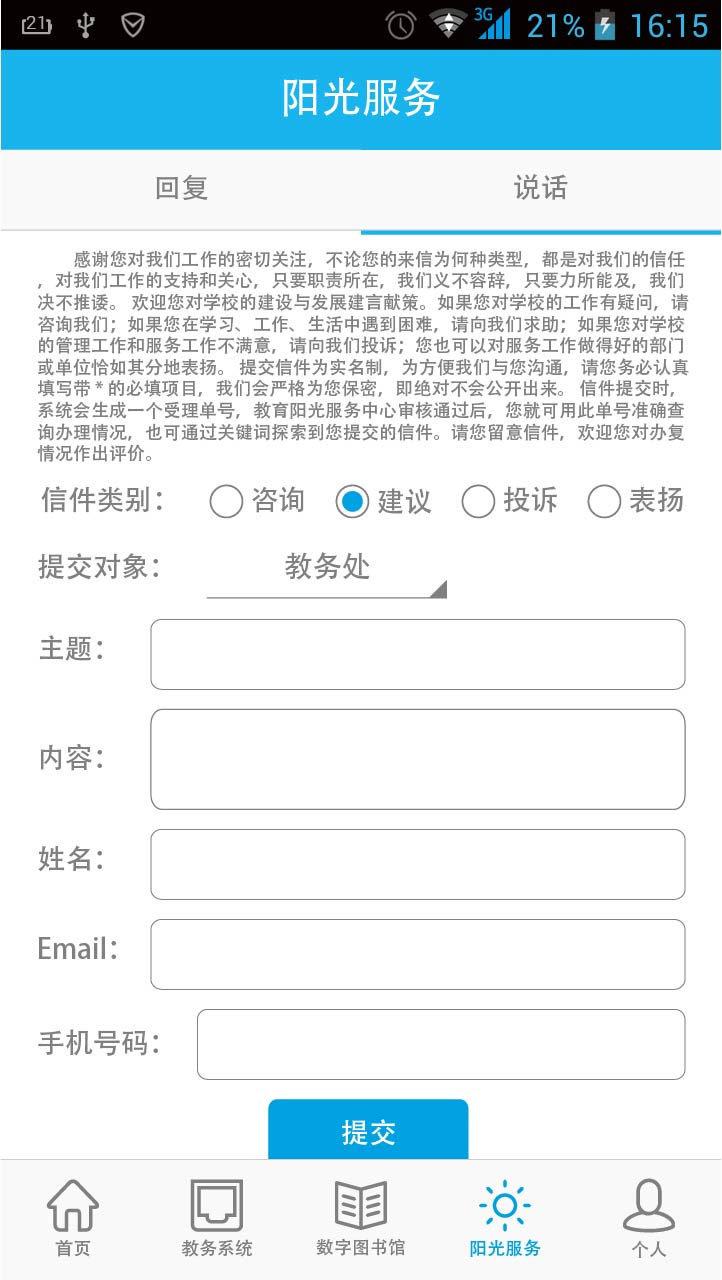 21
3G
21%
16:15
阳光服务
回复
说话
感谢您对我们工作的密切关注，不论您的来信为何种类型，都是对我们的信任
，对我们工作的支持和关心，只要职责所在，我们义不容辞，只要力所能及，我们
决不推诿。 欢迎您对学校的建设与发展建言献策。如果您对学校的工作有疑问，请
咨询我们；如果您在学习、工作、生活中遇到困难，请向我们求助；如果您对学校
的管理工作和服务工作不满意，请向我们投诉；您也可以对服务工作做得好的部门
或单位恰如其分地表扬。 提交信件为实名制，为方便我们与您沟通，请您务必认真
填写带 * 的必填项目，我们会严格为您保密，即绝对不会公开出来。 信件提交时，
系统会生成一个受理单号，教育阳光服务中心审核通过后，您就可用此单号准确查
询办理情况，也可通过关键词探索到您提交的信件。请您留意信件，欢迎您对办复
情况作出评价。
信件类别： 咨询 建议 投诉 表扬
提交对象： 教务处
主题：
内容：
姓名：
Email：
手机号码：
提交
首页 教务系统 数字图书馆 阳光服务 个人